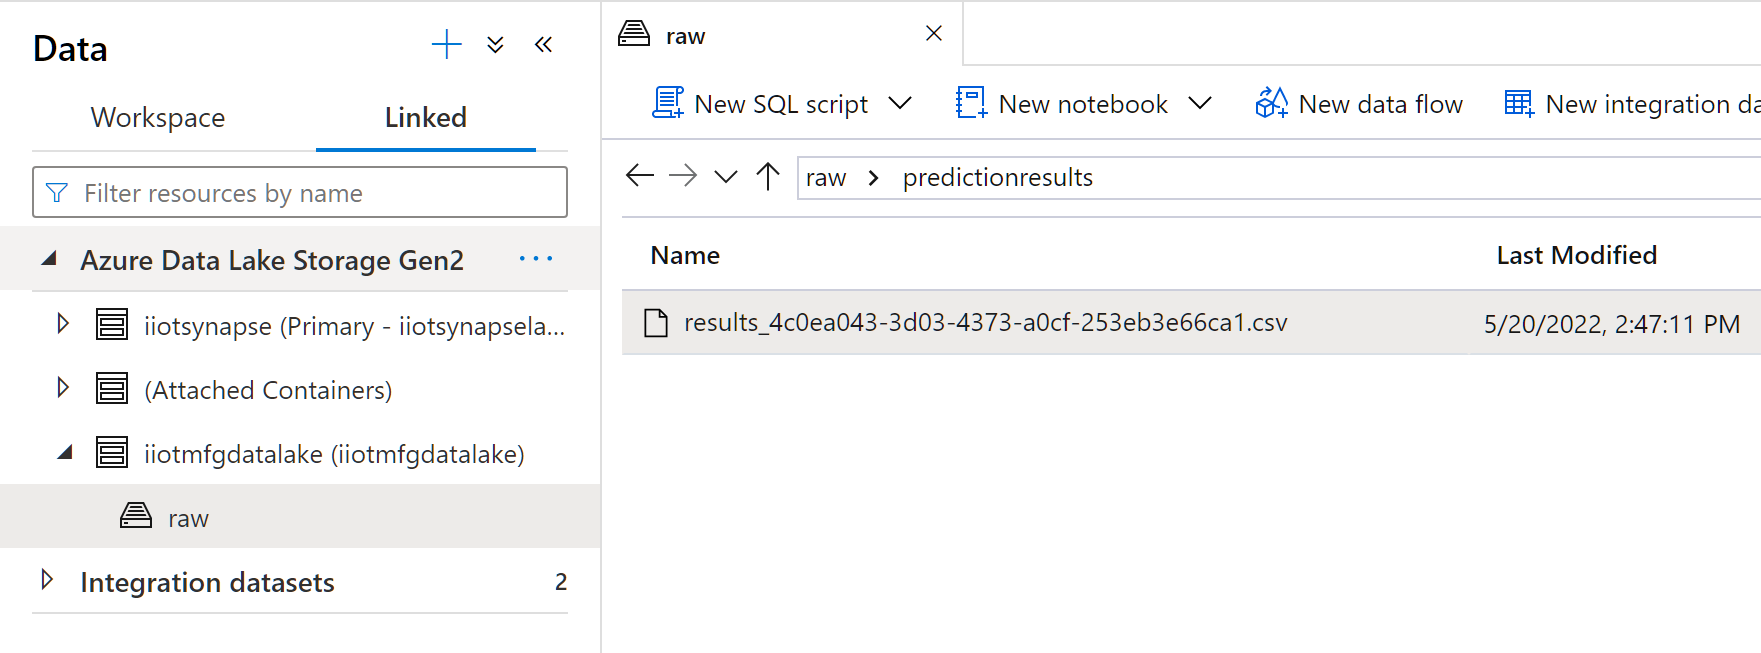 Data
Workspace
Linked
Filter resources by name
Azure Data Lake Storage Gen2
iiotsynapse (Primary - iiotsynapsela...
(Attached Containers)
iiotmfgdatalake (iiotmfgdatalake)
raw
Integration datasets 2
raw
New SQL script
New notebook
New data flow
New integration da
raw > predictionresults
Name
Last Modified
results_4c0ea043-3d03-4373-a0cf-253eb3e66ca1.csv
5/20/2022, 2:47:11 PM